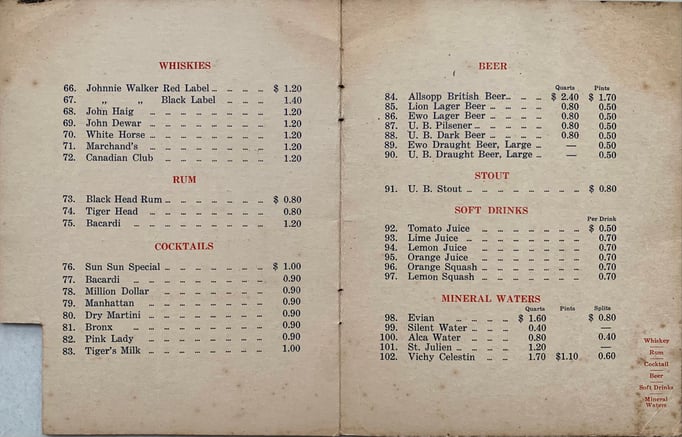 WHISKIES
66. Johnnie Walker Red Label $ 1.20
67. „ „ Black Label 1.40
68. John Haig 1.20
69. John Dewar 1.20
70. White Horse 1.20
71. Marchand's 1.20
72. Canadian Club 1.20
RUM
73. Black Head Rum $ 0.80
74. Tiger Head 0.80
75. Bacardi 1.20
COCKTAILS
76. Sun Sun Special $ 1.00
77. Bacardi 0.90
78. Million Dollar 0.90
79. Manhattan 0.90
80. Dry Martini 0.90
81. Bronx 0.90
82. Pink Lady 0.90
83. Tiger's Milk 1.00
BEER
Quarts Pints
84. Allsopp British Beer $ 2.40 $ 1.70
85. Lion Lager Beer 0.80 0.50
86. Ewo Lager Beer 0.80 0.50
87. U. B. Pilsener 0.80 0.50
88. U. B. Dark Beer 0.80 0.50
89. Ewo Draught Beer, Large — 0.50
90. U. B. Draught Beer, Large — 0.50
STOUT
91. U. B. Stout $ 0.80
SOFT DRINKS
Per Drink
92. Tomato Juice $ 0.50
93. Lime Juice 0.70
94. Lemon Juice 0.70
95. Orange Juice 0.70
96. Orange Squash 0.70
97. Lemon Squash 0.70
MINERAL WATERS
Quarts Pints Splits
98. Evian $ 1.60 $ 0.80
99. Silent Water 0.40 —
100. Alca Water 0.80 0.40
101. St. Julien 1.20 —
102. Vichy Celestin 1.70 $1.10 0.60
Whiskey
Rum
Cocktail
Beer
Soft Drinks
Mineral
Waters